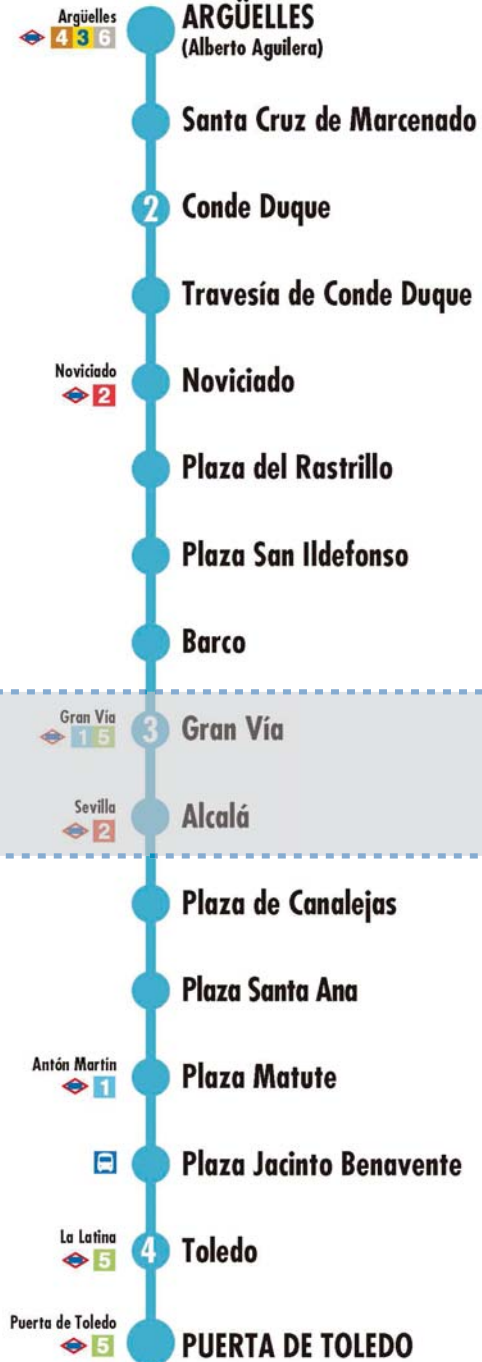 Argüelles
4 3 6
ARGÜELLES
(Alberto Aguilera)
Santa Cruz de Marcenado
2 Conde Duque
Travesía de Conde Duque
Noviciado
2
Noviciado
Plaza del Rastrillo
Plaza San Ildefonso
Barco
Gran Vía
1 5
3 Gran Vía
Sevilla
2
Alcalá
Plaza de Canalejas
Plaza Santa Ana
Antón Martín
1
Plaza Matute
Plaza Jacinto Benavente
La Latina
5
4 Toledo
Puerta de Toledo
5
PUERTA DE TOLEDO